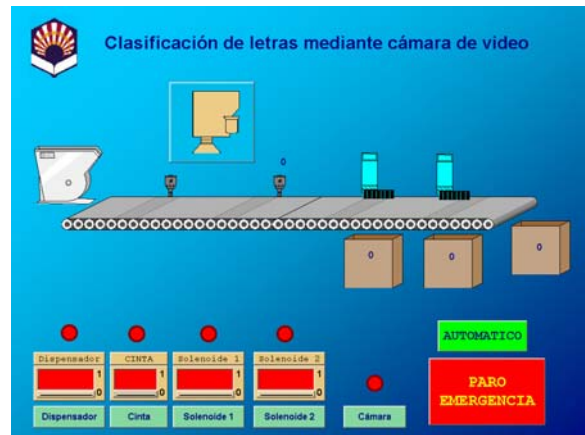 Clasificación de letras mediante cámara de video
0
0
0
0
AUTOMATICO
Dispensador
CINTA
Solenoide 1
Solenoide 2
1
1
1
1
0
0
0
0
PARO
EMERGENCIA
Dispensador
Cinta
Solenoide 1
Solenoide 2
Cámara